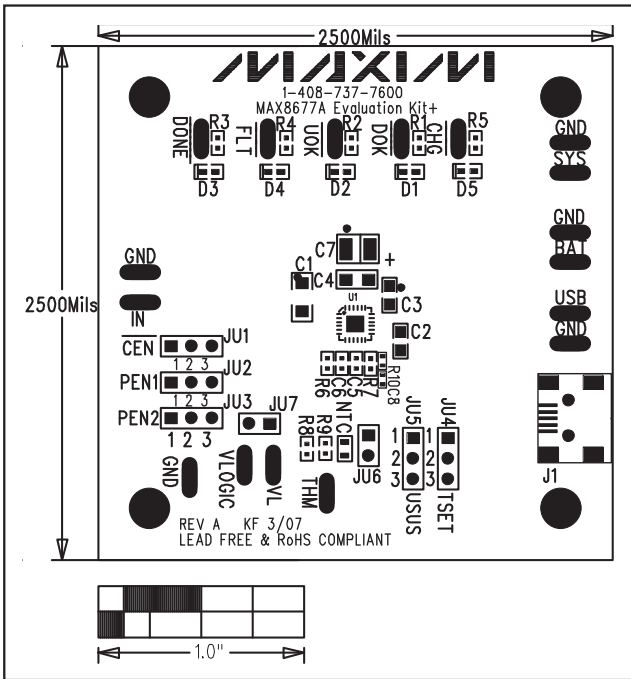 2500Mils
MAXIM
1-408-737-7600
MAX8677A Evaluation Kit+
DONE R3 FLT R4 UOK R2 DOK R1 CHG R5
D3 D4 D2 D1 D5
GND
SYS
GND
BAT
USB
GND
C7
+
C1
C4
U1
C3
C2
GND
2500Mils
IN
CEN JU1
1 2 3
PEN1 JU2
1 2 3
PEN2 JU3
1 2 3
JU7
R6 C6 C5 R7 R10 C8
R8 R9 NTC
JU6
JU5 JU4
1 1
2 2
3 3
USUS TSET
J1
GND VLOGIC VL THM
REV A KF 3/07
LEAD FREE & RoHS COMPLIANT
1.0"